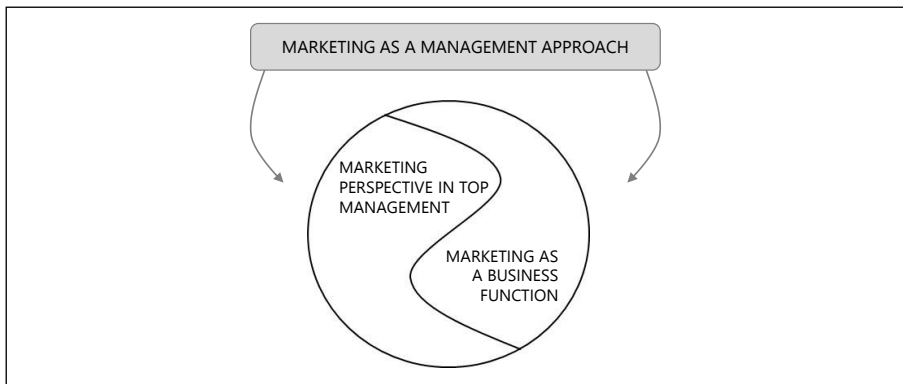 MARKETING AS A MANAGEMENT APPROACH
MARKETING
PERSPECTIVE IN TOP
MANAGEMENT
MARKETING AS
A BUSINESS
FUNCTION